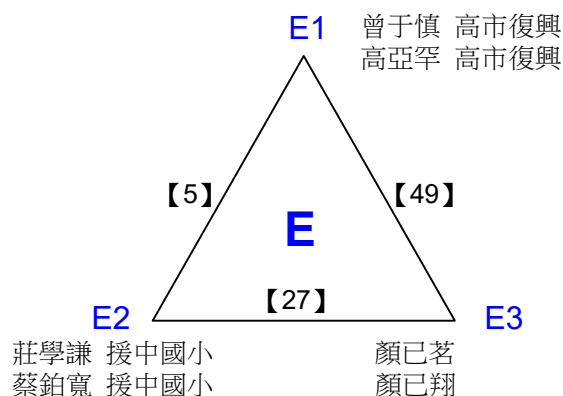 E1 曾于慎 高市復興
高亞罕 高市復興
【5】 【49】
E
【27】
E2 E3
莊學謙 援中國小 顏已茗
蔡鉑寬 援中國小 顏已翔